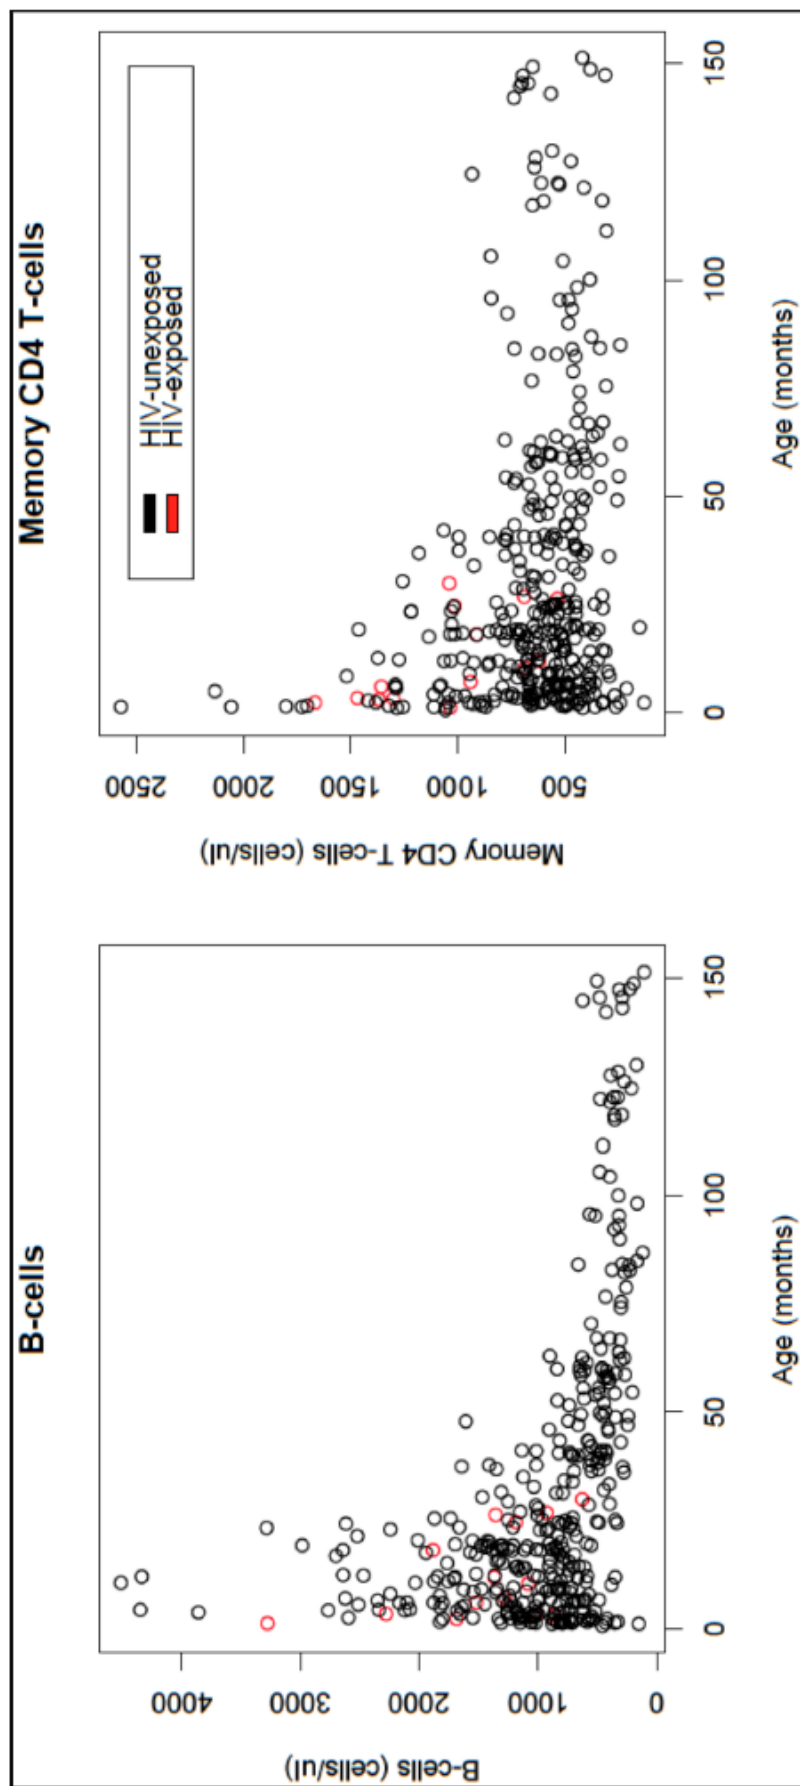 B-cells
B-cells (cells/ul)
0
1000
2000
3000
4000
0
50
100
150
Age (months)
Memory CD4 T-cells
HIV-unexposed
HIV-exposed
Memory CD4 T-cells (cells/ul)
500
1000
1500
2000
2500
0
50
100
150
Age (months)